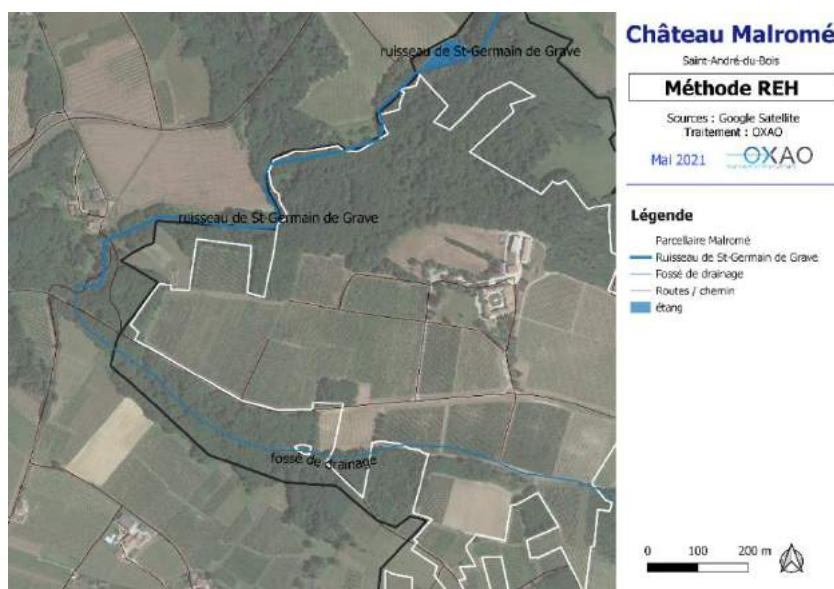 ruisseau de St-Germain de Grave
ruisseau de St-Germain de Grave
fossé de drainage
Château Malromé
Saint-André-du-Bois
Méthode REH
Sources : Google Satellite
Traitement : OXAO
Mai 2021
OXAO
Légende
Parcellaire Malromé
Ruisseau de St-Germain de Grave
Fossé de drainage
Routes / chemin
étang
0 100 200 m